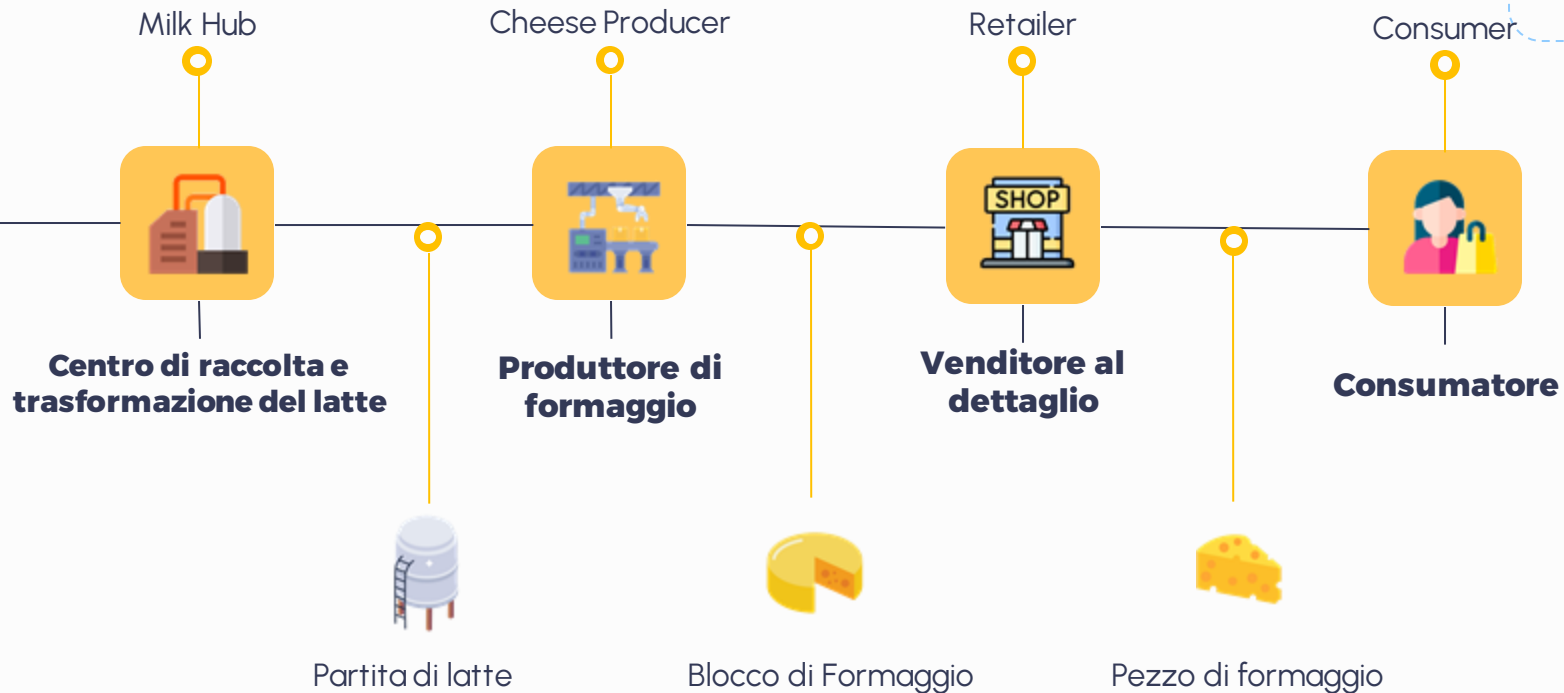 Milk Hub
Cheese Producer
Retailer
Consumer
SHOP
Centro di raccolta e
trasformazione del latte
Produttore di
formaggio
Venditore al
dettaglio
Consumatore
Partita di latte
Blocco di Formaggio
Pezzo di formaggio